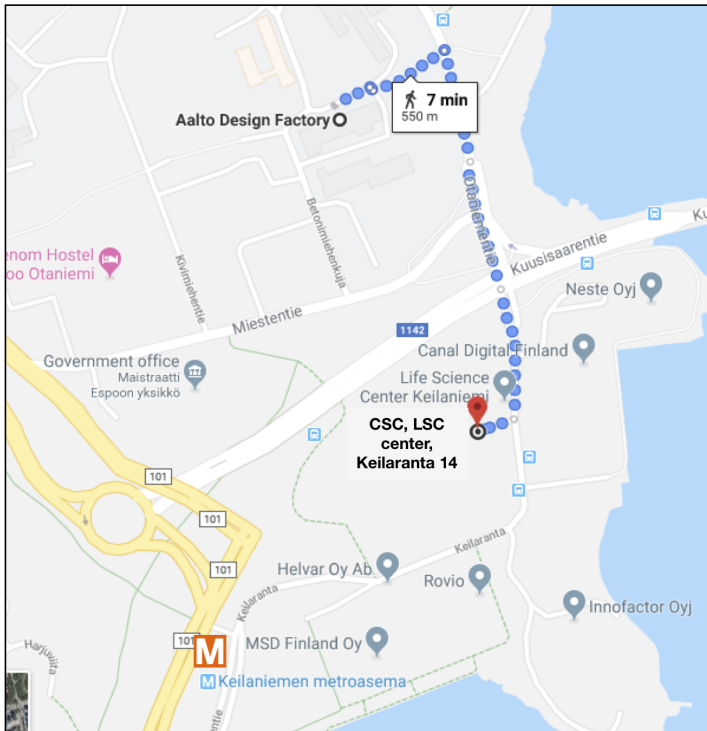 7 min
550 m
Aalto Design Factory
Otaniementie
Betonimiehenkuja
Kivimiehentie
enom Hostel
oo Otaniemi
Kuusisaarentie
Ku
Neste Oyj
Miestentie
1142
Canal Digital Finland
Government office
Maistraatti
Espoon yksikkö
Life Science
Center Keilaniemi
CSC, LSC
center,
Keilaranta 14
101
101
101
101
Keilaranta
Helvar Oy Ab
Rovio
Keilaranta
Innofactor Oyj
MSD Finland Oy
Harjuviita
M
M Keilaniemen metroasema
ntie